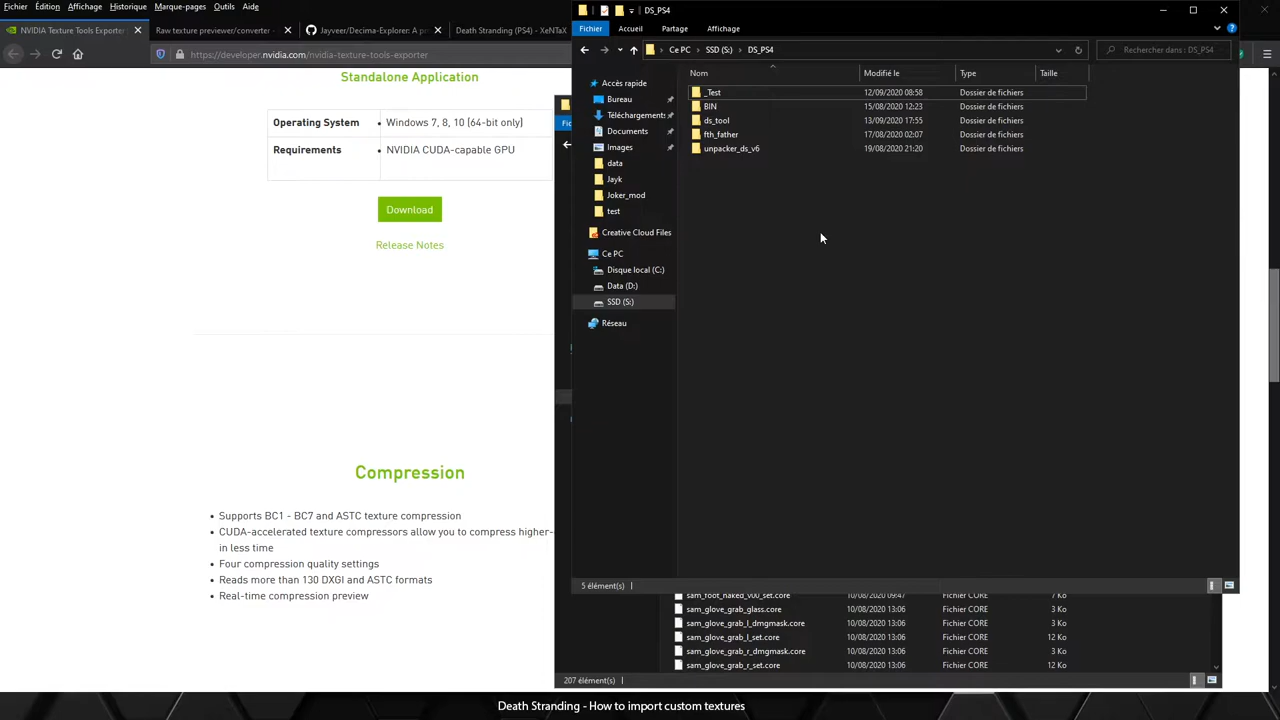 Fichier Édition Affichage Historique Marque-pages Outils Aide
NVIDIA Texture Tools Exporter
Raw texture previewer/converter -
Jayveer/Decima-Explorer: A p
Death Stranding (PS4) - XeNTaX
https://developer.nvidia.com/nvidia-texture-tools-exporter
Standalone Application
Operating System
• Windows 7, 8, 10 (64-bit only)
Requirements
• NVIDIA CUDA-capable GPU
Download
Release Notes
Compression
• Supports BC1 - BC7 and ASTC texture compression
• CUDA-accelerated texture compressors allow you to compress higher-
in less time
• Four compression quality settings
• Reads more than 130 DXGI and ASTC formats
• Real-time compression preview
DS_PS4
Fichier Accueil Partage Affichage
Ce PC > SSD (S:) > DS_PS4
Rechercher dans : DS_PS4
Accès rapide
Bureau
Téléchargements
Documents
Images
data
Jayk
Joker_mod
test
Creative Cloud Files
Ce PC
Disque local (C:)
Data (D:)
SSD (S:)
Réseau
Nom Modifié le Type Taille
_Test 12/09/2020 08:58 Dossier de fichiers
BIN 15/08/2020 12:23 Dossier de fichiers
ds_tool 13/09/2020 17:55 Dossier de fichiers
fth_father 17/08/2020 02:07 Dossier de fichiers
unpacker_ds_v6 19/08/2020 21:20 Dossier de fichiers
5 élément(s)
Fic
sam_foot_naked_v00_set.core 10/08/2020 09:47 Fichier CORE 7 Ko
sam_glove_grab_glass.core 10/08/2020 13:06 Fichier CORE 3 Ko
sam_glove_grab_l_dmgmask.core 10/08/2020 13:06 Fichier CORE 3 Ko
sam_glove_grab_l_set.core 10/08/2020 13:06 Fichier CORE 12 Ko
sam_glove_grab_r_dmgmask.core 10/08/2020 13:06 Fichier CORE 3 Ko
sam_glove_grab_r_set.core 10/08/2020 13:06 Fichier CORE 12 Ko
207 élément(s)
Death Stranding - How to import custom textures